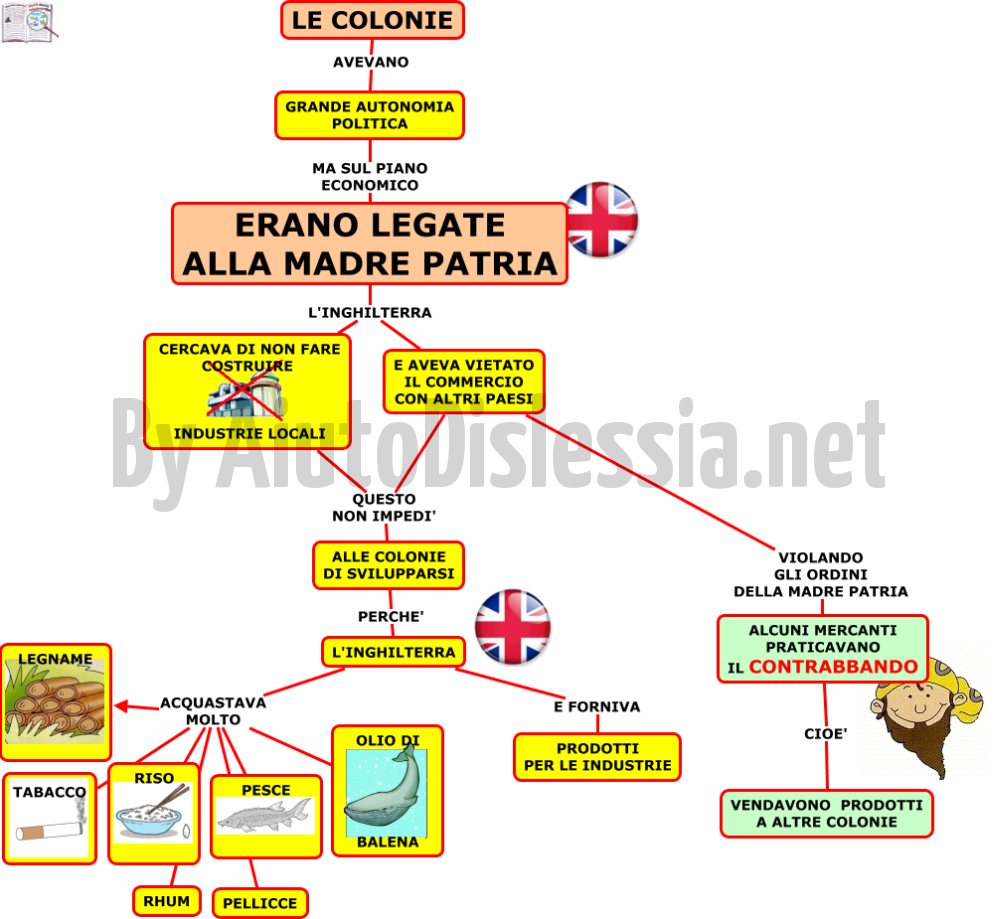 LE COLONIE
AVEVANO
GRANDE AUTONOMIA
POLITICA
MA SUL PIANO
ECONOMICO
ERANO LEGATE
ALLA MADRE PATRIA
L'INGHILTERRA
CERCAVA DI NON FARE
COSTRUIRE
INDUSTRIE LOCALI
E AVEVA VIETATO
IL COMMERCIO
CON ALTRI PAESI
By AiutoDislessia.net
QUESTO
NON IMPEDI'
ALLE COLONIE
DI SVILUPPARSI
PERCHE'
L'INGHILTERRA
VIOLANDO
GLI ORDINI
DELLA MADRE PATRIA
ALCUNI MERCANTI
PRATICAVANO
IL CONTRABBANDO
CIOE'
VENDAVONO PRODOTTI
A ALTRE COLONIE
ACQUASTAVA
MOLTO
E FORNIVA
PRODOTTI
PER LE INDUSTRIE
LEGNAME
TABACCO
RISO
PESCE
OLIO DI
BALENA
RHUM
PELLICCE